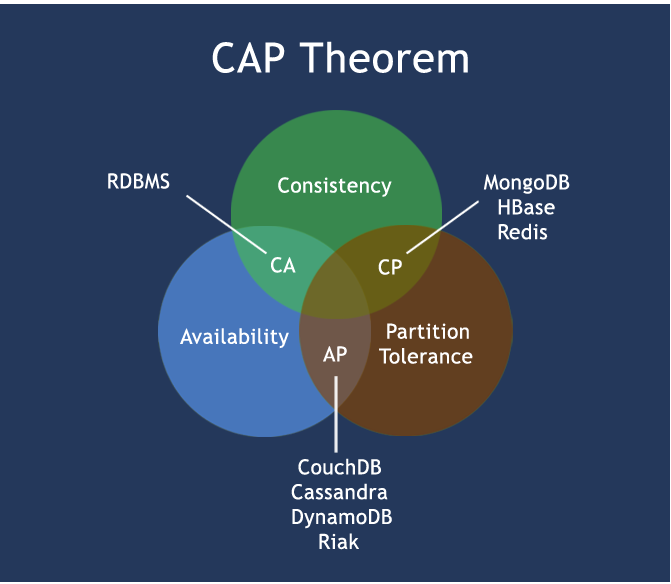 CAP Theorem
RDBMS
Consistency
MongoDB
HBase
Redis
CA
CP
Availability
Partition
Tolerance
AP
CouchDB
Cassandra
DynamoDB
Riak